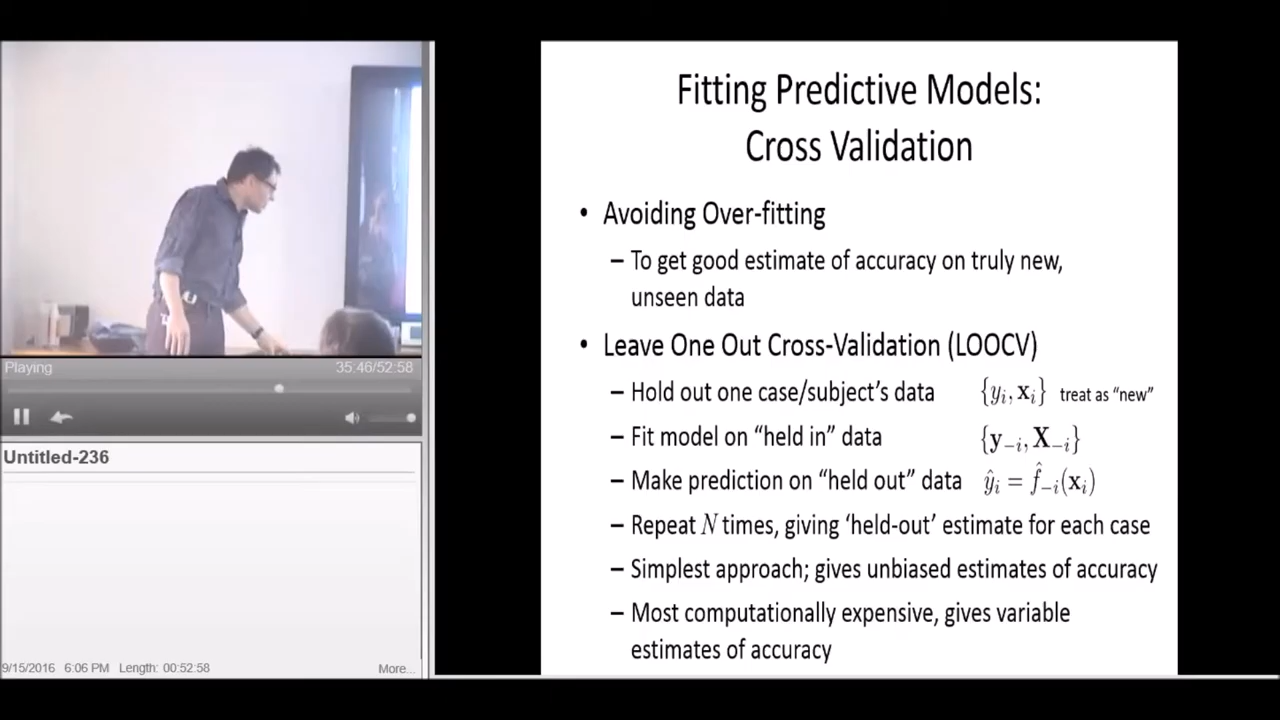 Fitting Predictive Models:
Cross Validation
• Avoiding Over-fitting
– To get good estimate of accuracy on truly new,
unseen data
• Leave One Out Cross-Validation (LOOCV)
– Hold out one case/subject's data {yᵢ, 𝐱ᵢ} treat as "new"
– Fit model on "held in" data {𝐲₋ᵢ, 𝐗₋ᵢ}
– Make prediction on "held out" data ŷᵢ = f̂₋ᵢ(𝐱ᵢ)
– Repeat N times, giving 'held-out' estimate for each case
– Simplest approach; gives unbiased estimates of accuracy
– Most computationally expensive, gives variable
estimates of accuracy
Playing 35:46/52:58
Untitled-236
9/15/2016 6:06 PM Length: 00:52:58 More...